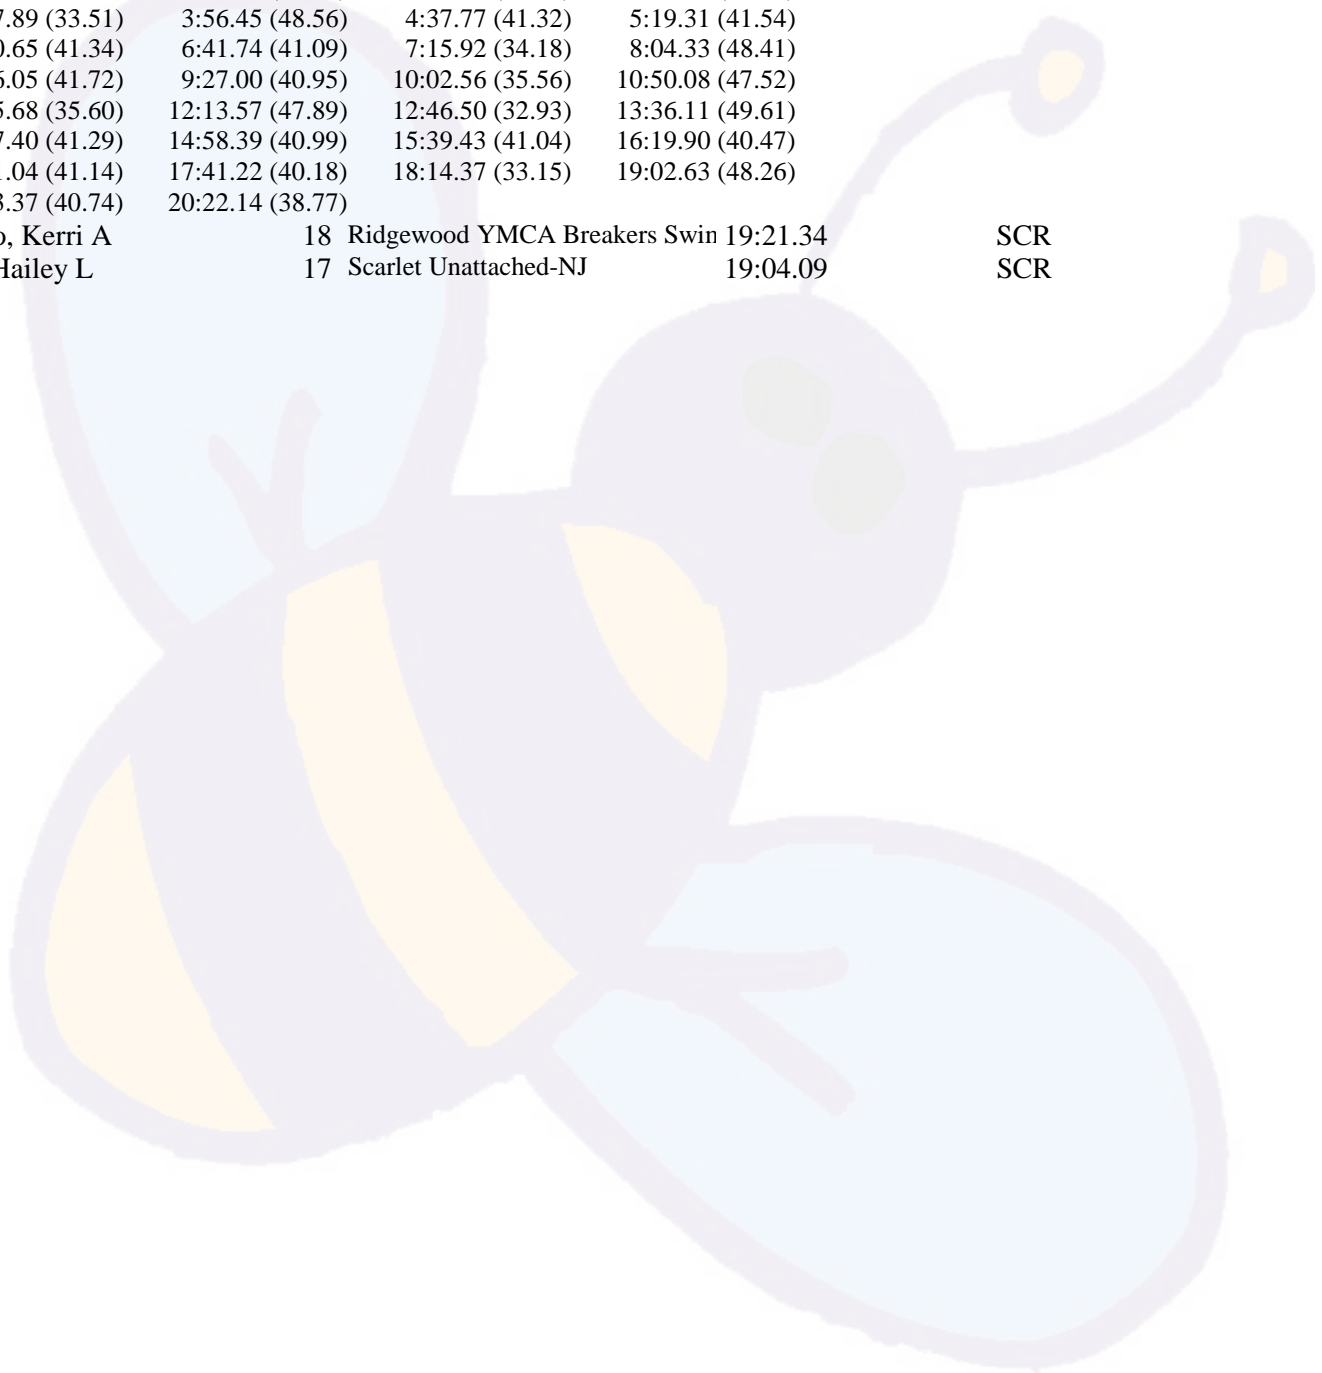 7.89 (33.51) 3:56.45 (48.56) 4:37.77 (41.32) 5:19.31 (41.54)
0.65 (41.34) 6:41.74 (41.09) 7:15.92 (34.18) 8:04.33 (48.41)
6.05 (41.72) 9:27.00 (40.95) 10:02.56 (35.56) 10:50.08 (47.52)
5.68 (35.60) 12:13.57 (47.89) 12:46.50 (32.93) 13:36.11 (49.61)
7.40 (41.29) 14:58.39 (40.99) 15:39.43 (41.04) 16:19.90 (40.47)
1.04 (41.14) 17:41.22 (40.18) 18:14.37 (33.15) 19:02.63 (48.26)
3.37 (40.74) 20:22.14 (38.77)
o, Kerri A 18 Ridgewood YMCA Breakers Swin 19:21.34 SCR
Hailey L 17 Scarlet Unattached-NJ 19:04.09 SCR